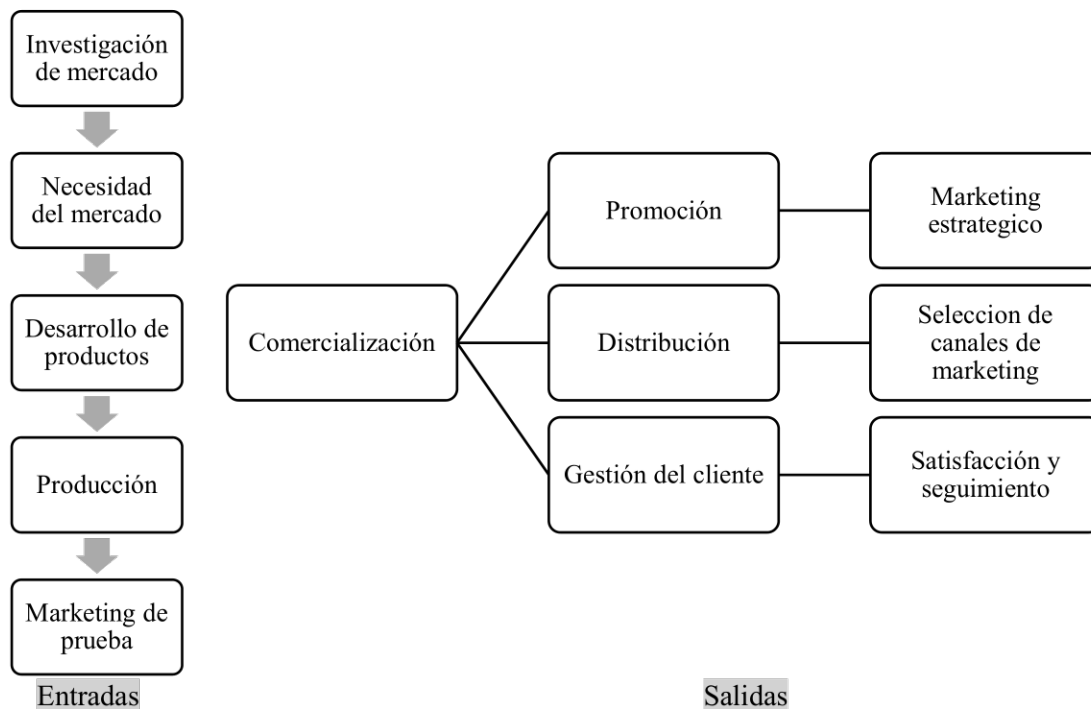 Investigación
de mercado
Necesidad
del mercado
Desarrollo de
productos
Producción
Marketing de
prueba
Entradas
Comercialización
Promoción
Marketing
estrategico
Distribución
Seleccion de
canales de
marketing
Gestión del cliente
Satisfacción y
seguimiento
Salidas